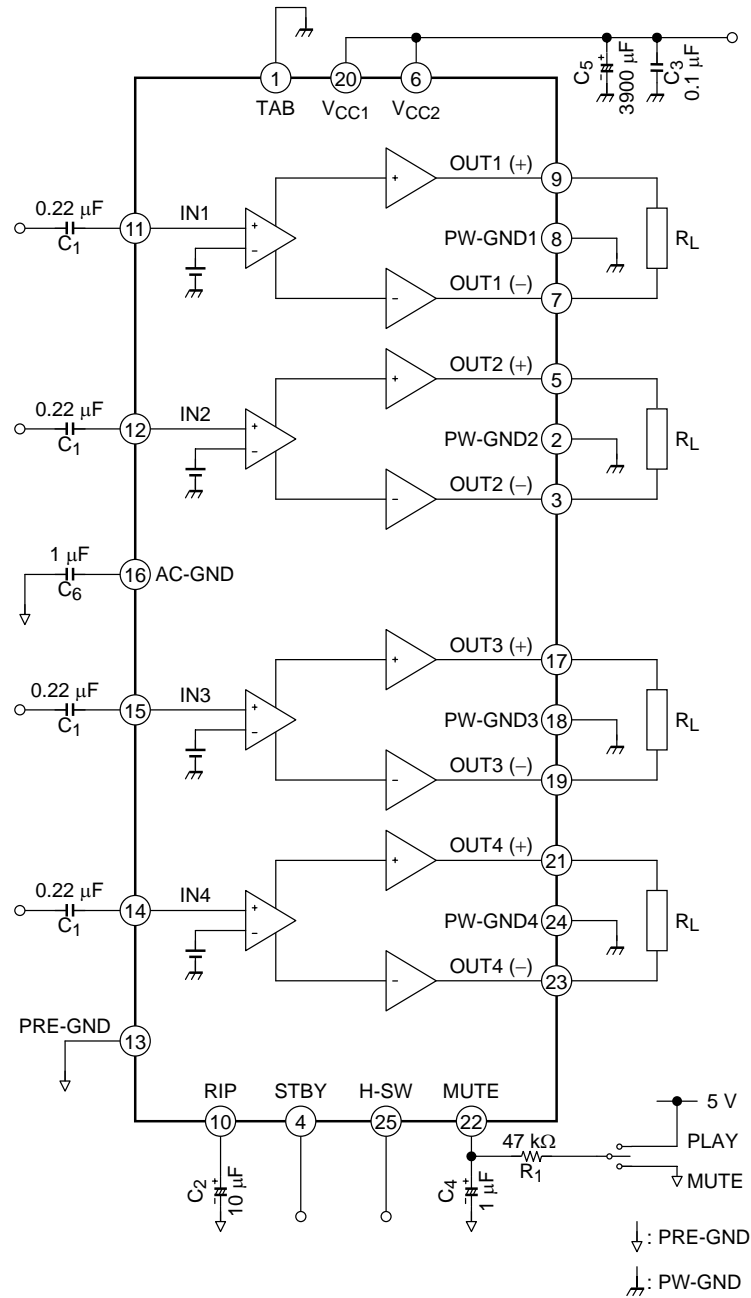 C5
3900 μF
C3
0.1 μF
1
20
6
TAB
VCC1
VCC2
OUT1 (+)
9
0.22 μF
C1
11
IN1
PW-GND1
8
RL
OUT1 (−)
7
OUT2 (+)
5
0.22 μF
C1
12
IN2
PW-GND2
2
RL
OUT2 (−)
3
1 μF
C6
16
AC-GND
OUT3 (+)
17
0.22 μF
C1
15
IN3
PW-GND3
18
RL
OUT3 (−)
19
OUT4 (+)
21
0.22 μF
C1
14
IN4
PW-GND4
24
RL
OUT4 (−)
23
PRE-GND
13
RIP
STBY
H-SW
MUTE
10
4
25
22
5 V
PLAY
47 kΩ
R1
MUTE
C2
10 μF
C4
1 μF
: PRE-GND
: PW-GND